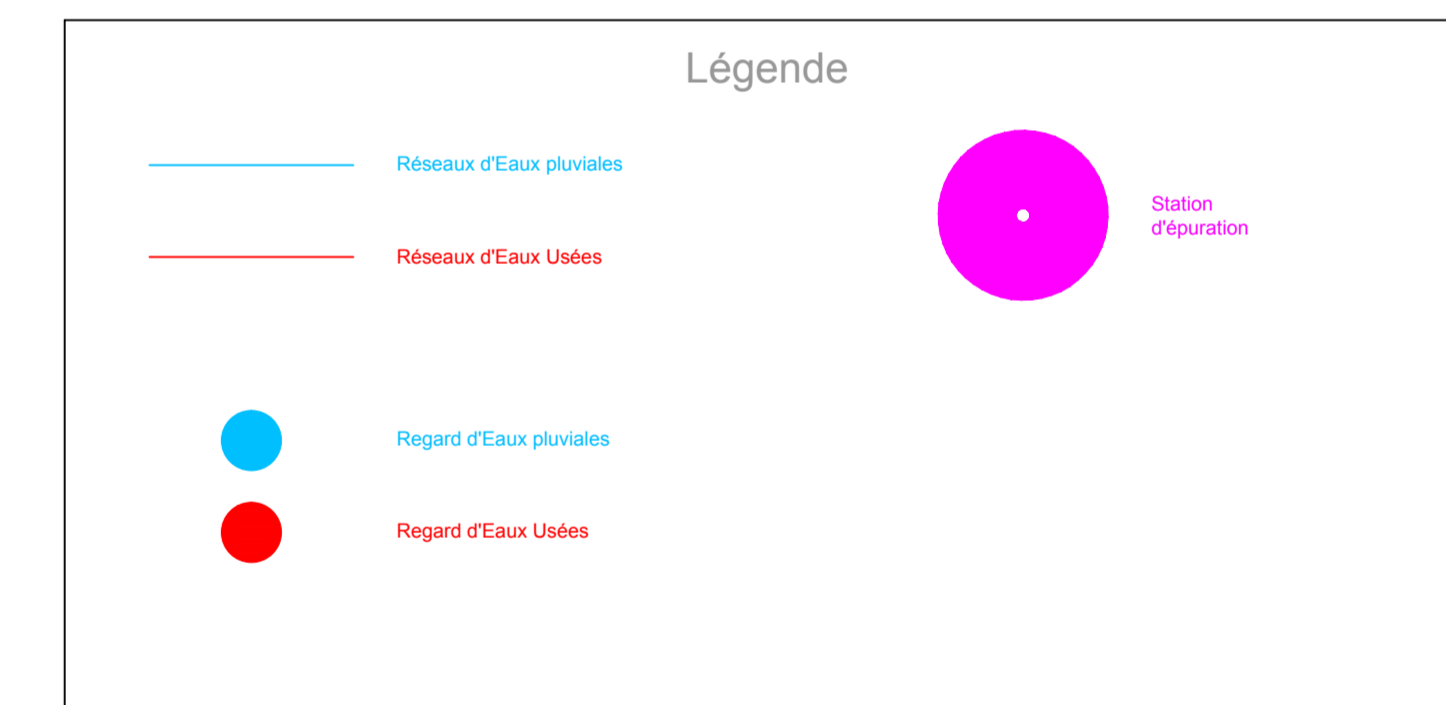 Légende
Réseaux d'Eaux pluviales
Réseaux d'Eaux Usées
Regard d'Eaux pluviales
Regard d'Eaux Usées
Station
d'épuration